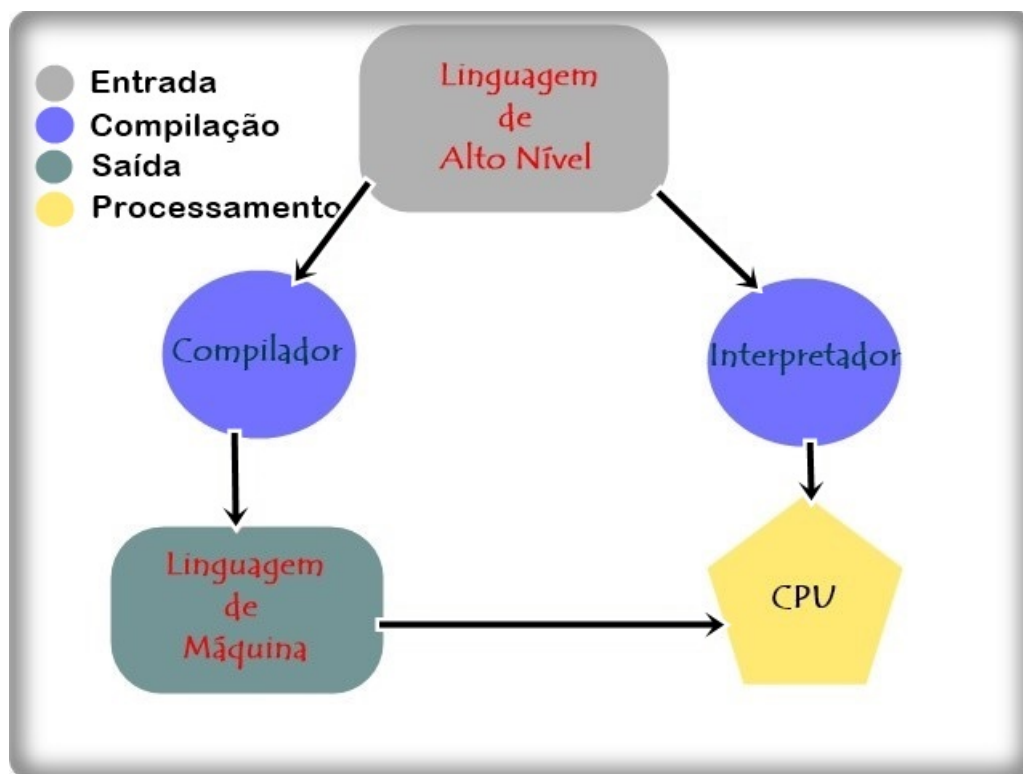 Entrada
Compilação
Saída
Processamento
Linguagem
de
Alto Nível
Compilador
Interpretador
Linguagem
de
Máquina
CPU